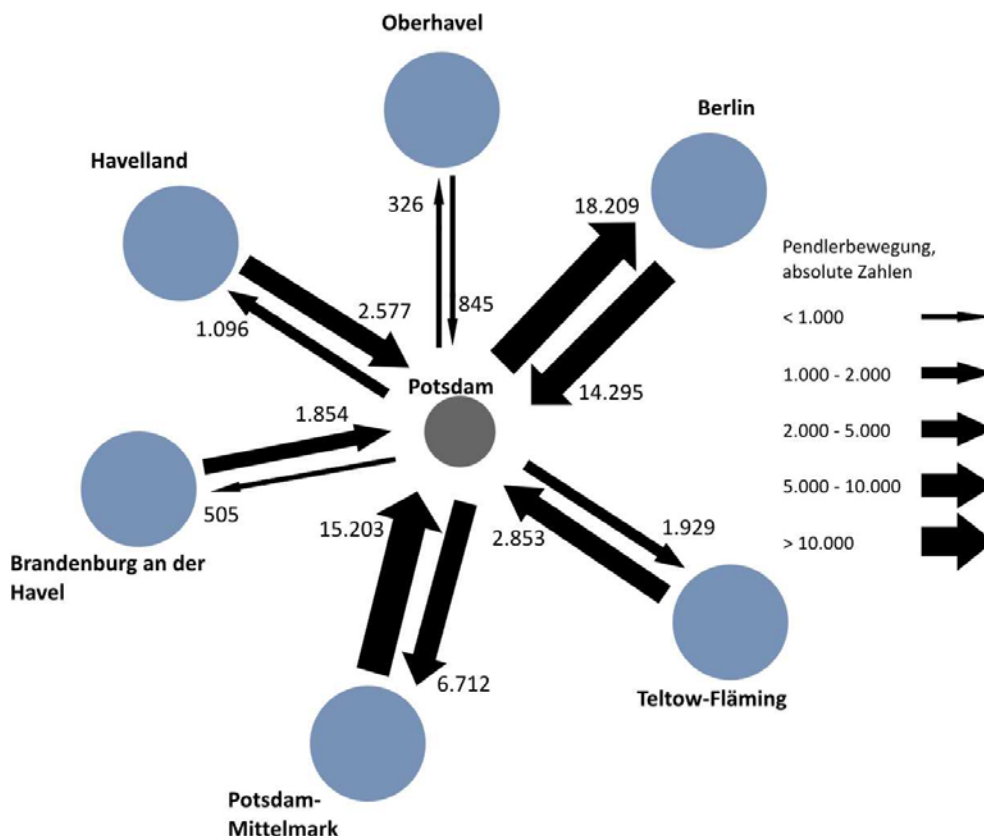 Oberhavel
Berlin
Havelland
326
18.209
Pendlerbewegung,
absolute Zahlen
845
2.577
< 1.000
1.096
1.000 - 2.000
Potsdam
14.295
1.854
2.000 - 5.000
5.000 - 10.000
505
15.203
2.853
1.929
> 10.000
Brandenburg an der
Havel
6.712
Teltow-Fläming
Potsdam-
Mittelmark